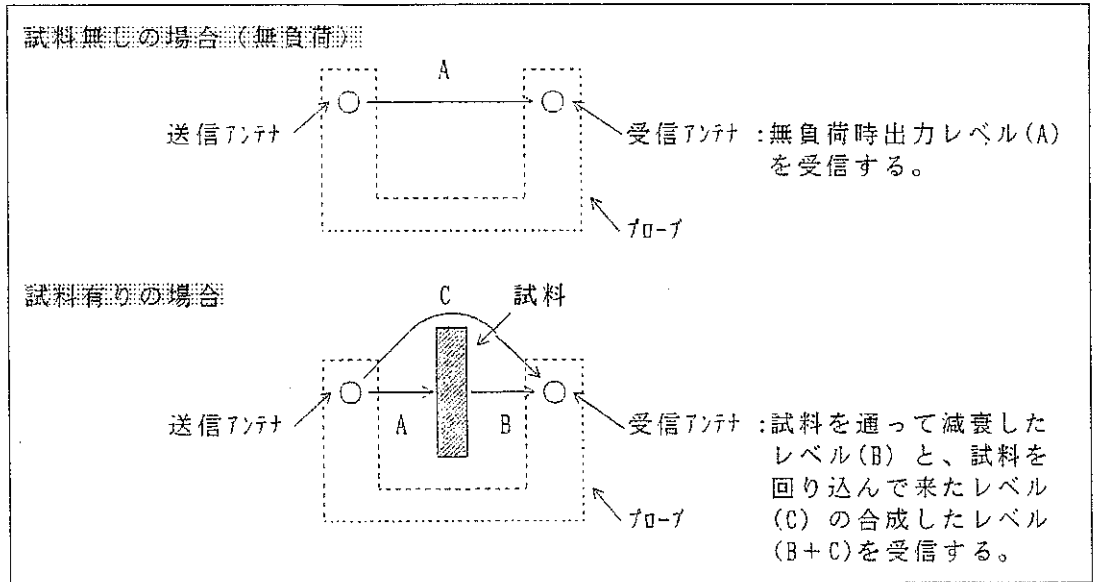 試料無しの場合(無負荷)
A
送信アンテナ
受信アンテナ:無負荷時出力レベル(A)
を受信する。
プローブ
試料有りの場合
C
試料
送信アンテナ
A
B
受信アンテナ:試料を通って減衰した
レベル(B)と、試料を
回り込んで来たレベル
(C)の合成したレベル
(B+C)を受信する。
プローブ